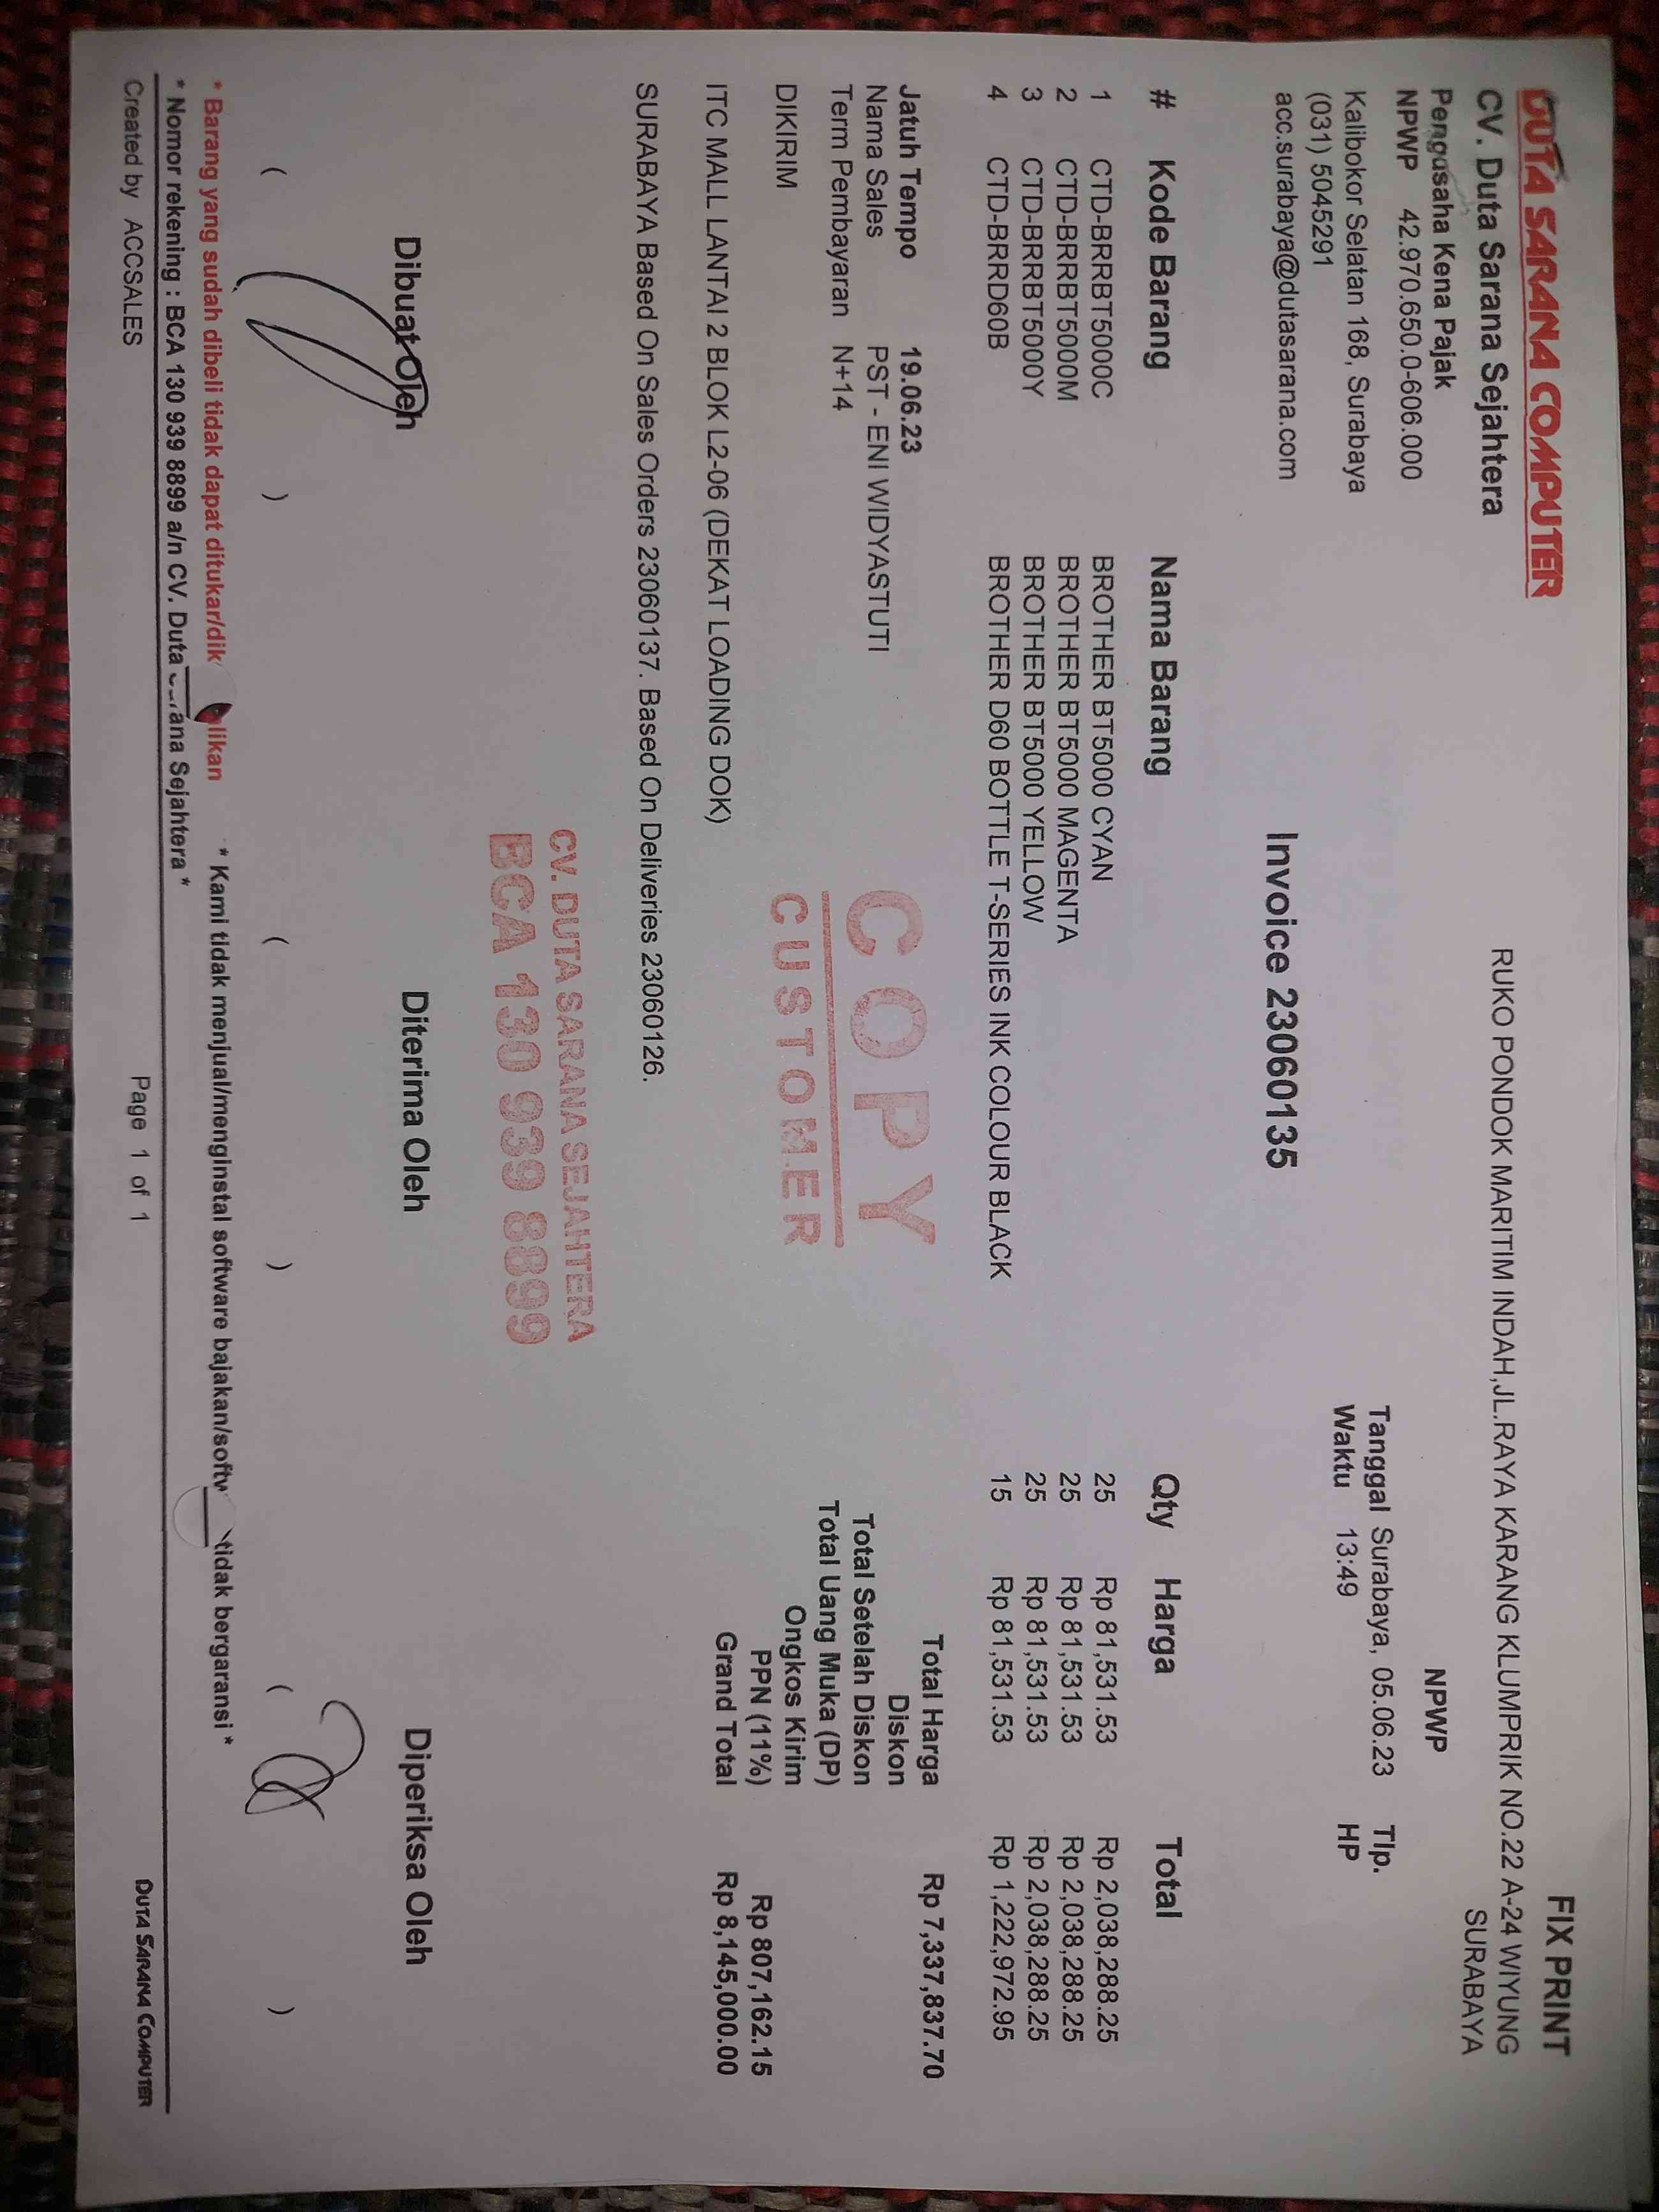 DUTA SARANA COMPUTER
FIX PRINT
CV. Duta Sarana Sejahtera
RUKO PONDOK MARITIM INDAH,JL.RAYA KARANG KLUMPRIK NO.22 A-24 WIYUNG
SURABAYA
Pengusaha Kena Pajak
NPWP
NPWP 42.970.650.0-606.000
Kalibokor Selatan 168, Surabaya
Tanggal Surabaya, 05.06.23 Tlp.
(031) 5045291
Waktu 13:49 HP
acc.surabaya@dutasarana.com
Invoice 23060135
# Kode Barang Nama Barang Qty Harga Total
1 CTD-BRRBT5000C BROTHER BT5000 CYAN 25 Rp 81,531.53 Rp 2,038,288.25
2 CTD-BRRBT5000M BROTHER BT5000 MAGENTA 25 Rp 81,531.53 Rp 2,038,288.25
3 CTD-BRRBT5000Y BROTHER BT5000 YELLOW 25 Rp 81,531.53 Rp 2,038,288.25
4 CTD-BRRD60B BROTHER D60 BOTTLE T-SERIES INK COLOUR BLACK 15 Rp 81,531.53 Rp 1,222,972.95
Jatuh Tempo 19.06.23
Nama Sales PST - ENI WIDYASTUTI
Term Pembayaran N+14
DIKIRIM
ITC MALL LANTAI 2 BLOK L2-06 (DEKAT LOADING DOK)
SURABAYA Based On Sales Orders 23060137. Based On Deliveries 23060126.
COPY
CUSTOMER
Total Harga Rp 7,337,837.70
Diskon
Total Setelah Diskon
Total Uang Muka (DP)
Ongkos Kirim
PPN (11%) Rp 807,162.15
Grand Total Rp 8,145,000.00
CV. DUTA SARANA SEJAHTERA
BCA 130 939 8899
Dibuat Oleh Diterima Oleh Diperiksa Oleh
( ) ( ) ( )
* Barang yang sudah dibeli tidak dapat ditukar/dik likan * Kami tidak menjual/menginstal software bajakan/softw tidak bergaransi *
* Nomor rekening : BCA 130 939 8899 a/n CV. Duta ana Sejahtera *
Created by ACCSALES Page 1 of 1 DUTA SARANA COMPUTER